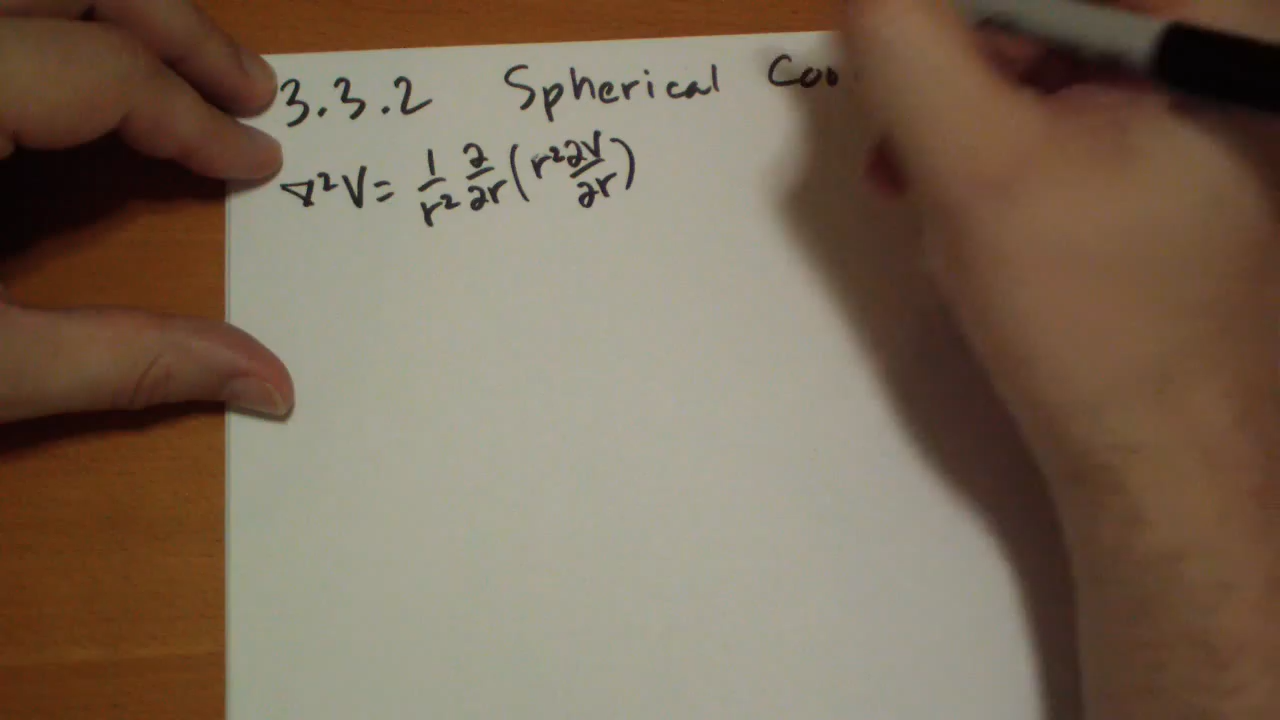 3.3.2 Spherical Coo
∇²V = 1/r² ∂/∂r (r² ∂V/∂r)